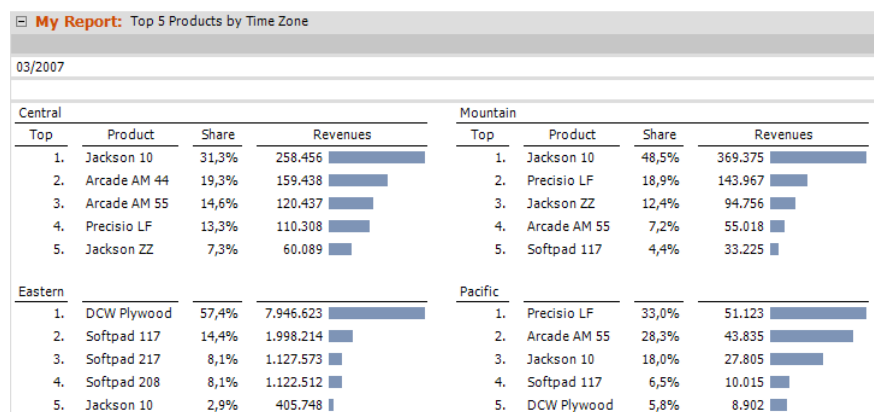 My Report: Top 5 Products by Time Zone
03/2007
Central
Top Product Share Revenues
1. Jackson 10 31,3% 258.456
2. Arcade AM 44 19,3% 159.438
3. Arcade AM 55 14,6% 120.437
4. Precisio LF 13,3% 110.308
5. Jackson ZZ 7,3% 60.089
Mountain
Top Product Share Revenues
1. Jackson 10 48,5% 369.375
2. Precisio LF 18,9% 143.967
3. Jackson ZZ 12,4% 94.756
4. Arcade AM 55 7,2% 55.018
5. Softpad 117 4,4% 33.225
Eastern
1. DCW Plywood 57,4% 7.946.623
2. Softpad 117 14,4% 1.998.214
3. Softpad 217 8,1% 1.127.573
4. Softpad 208 8,1% 1.122.512
5. Jackson 10 2,9% 405.748
Pacific
1. Precisio LF 33,0% 51.123
2. Arcade AM 55 28,3% 43.835
3. Jackson 10 18,0% 27.805
4. Softpad 117 6,5% 10.015
5. DCW Plywood 5,8% 8.902